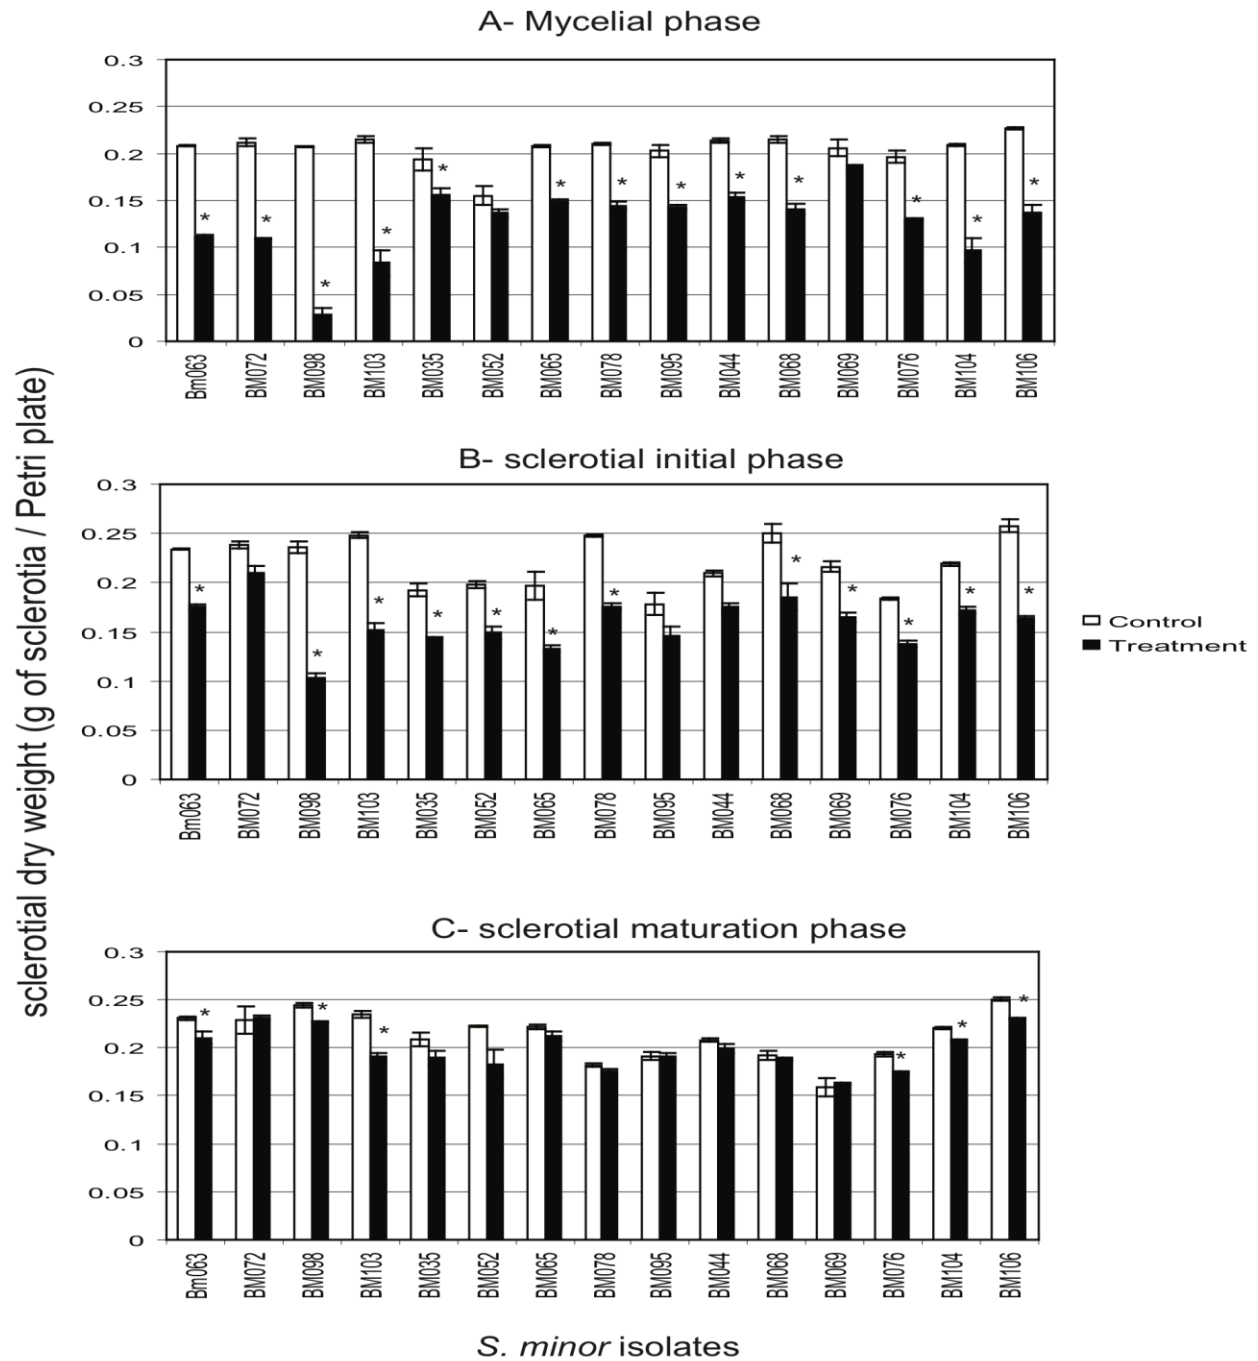 A- Mycelial phase
0.3
0.25
0.2
0.15
0.1
0.05
0
* * * * * * * * * * * * *
Bm063 BM072 BM098 BM103 BM035 BM052 BM065 BM078 BM095 BM044 BM068 BM069 BM076 BM104 BM106
sclerotial dry weight (g of sclerotia / Petri plate)
B- sclerotial initial phase
0.3
0.25
0.2
0.15
0.1
0.05
0
* * * * * * * * * * * *
Bm063 BM072 BM098 BM103 BM035 BM052 BM065 BM078 BM095 BM044 BM068 BM069 BM076 BM104 BM106
Control
Treatment
C- sclerotial maturation phase
0.3
0.25
0.2
0.15
0.1
0.05
0
* * * * * *
Bm063 BM072 BM098 BM103 BM035 BM052 BM065 BM078 BM095 BM044 BM068 BM069 BM076 BM104 BM106
S. minor isolates